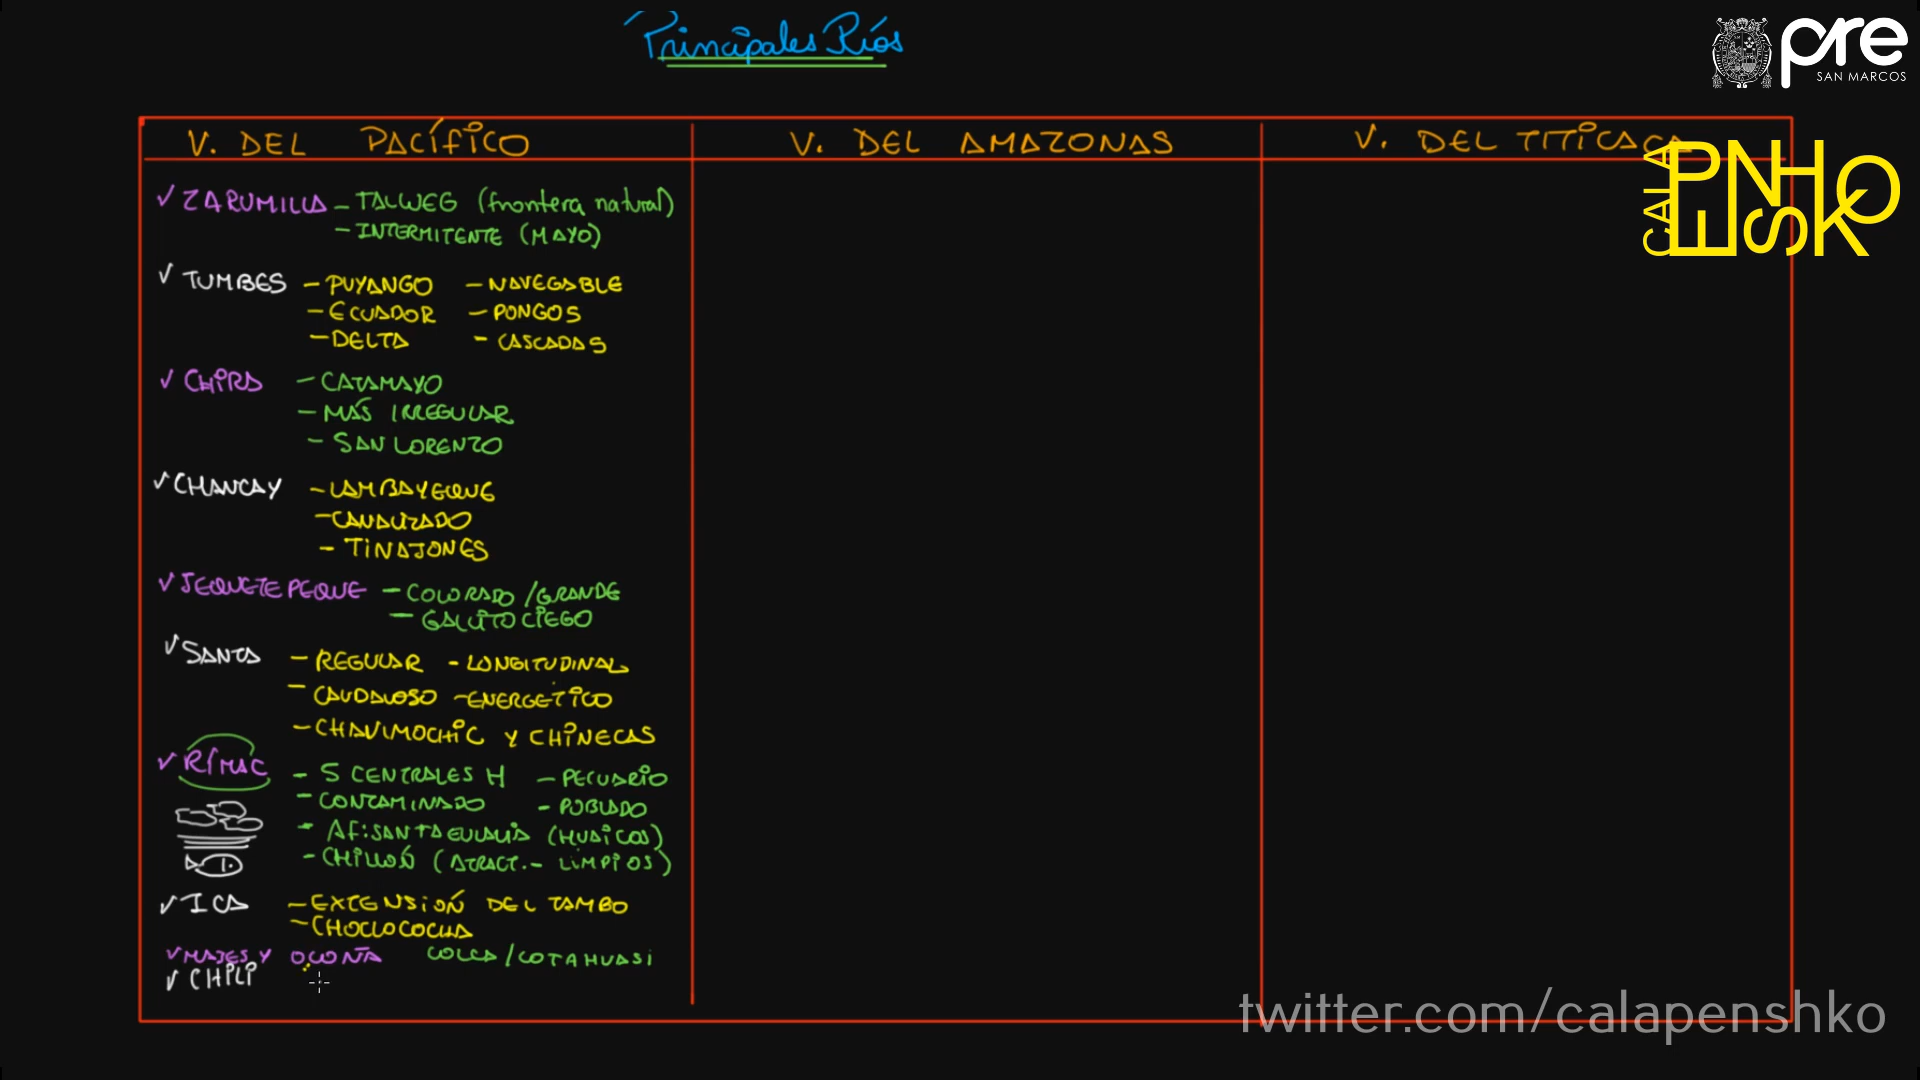 Principales Ríos
pre
SAN MARCOS
V. DEL PACÍFICO
V. DEL AMAZONAS
V. DEL TITICACA
CALA
PENSHKO
✓ ZARUMILLA - TALWEG (frontera natural)
- INTERMITENTE (MAYO)
✓ TUMBES - PUYANGO - NAVEGABLE
- ECUADOR - PONGOS
- DELTA - CASCADAS
✓ CHIRA - CATAMAYO
- MÁS IRREGULAR
- SAN LORENZO
✓ CHANCAY - LAMBAYEQUE
- CANALIZADO
- TINAJONES
✓ JEQUETEPEQUE - COLORADO / GRANDE
- GALLITO CIEGO
✓ SANTA - REGULAR - LONGITUDINAL
- CAUDALOSO - ENERGÉTICO
- CHAVIMOCHIC Y CHINECAS
✓ RÍMAC - 5 CENTRALES H - PECUARIO
- CONTAMINADO - POBLADO
- AF: SANTA EULALIA (HUAICOS)
- CHILLÓN (ATRACT. - LIMPIOS)
✓ ICA - EXTENSIÓN DEL TAMBO
- CHOCLOCOCHA
✓ MAJES Y OCOÑA COLCA / COTAHUASI
✓ CHILI
twitter.com/calapenshko